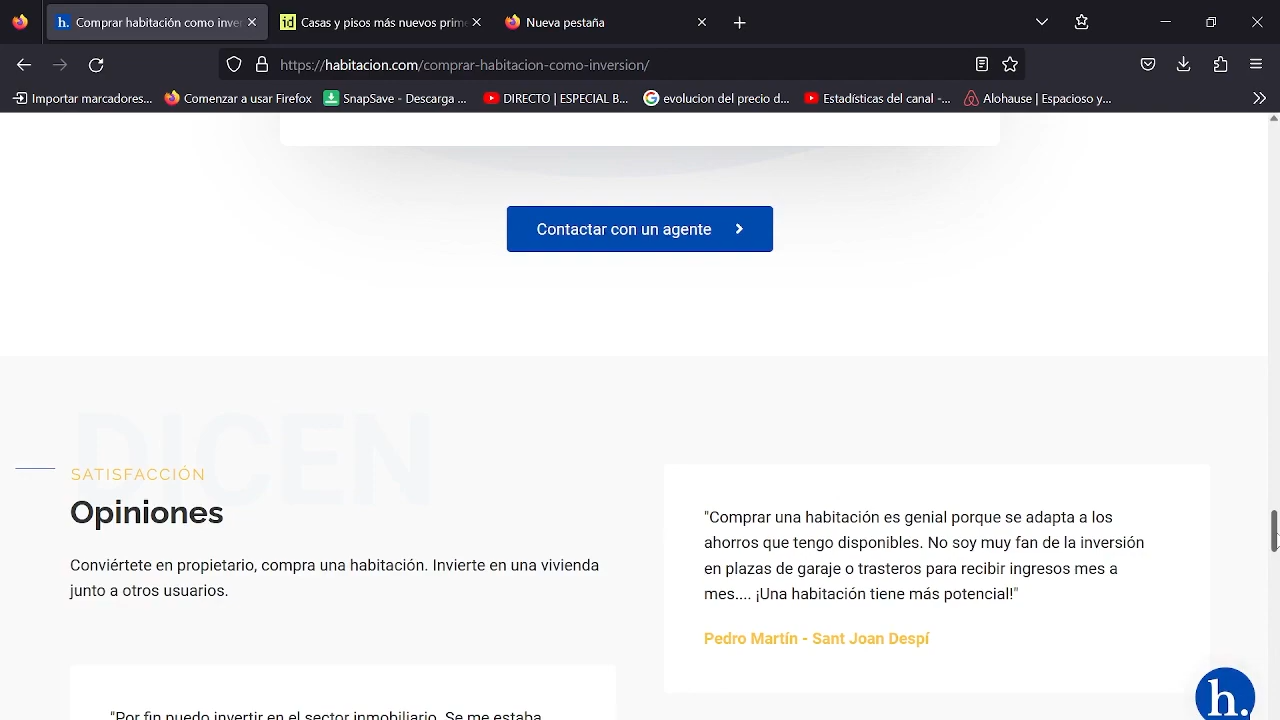 h. Comprar habitación como inver
id Casas y pisos más nuevos prime
Nueva pestaña
https://habitacion.com/comprar-habitacion-como-inversion/
Importar marcadores...
Comenzar a usar Firefox
SnapSave - Descarga ...
DIRECTO | ESPECIAL B...
evolucion del precio d...
Estadísticas del canal -...
Alohause | Espacioso y...
Contactar con un agente
DICEN
SATISFACCIÓN
Opiniones
Conviértete en propietario, compra una habitación. Invierte en una vivienda
junto a otros usuarios.
"Comprar una habitación es genial porque se adapta a los
ahorros que tengo disponibles. No soy muy fan de la inversión
en plazas de garaje o trasteros para recibir ingresos mes a
mes.... ¡Una habitación tiene más potencial!"
Pedro Martín - Sant Joan Despí
"Por fin puedo invertir en el sector inmobiliario. Se me estaba
h.